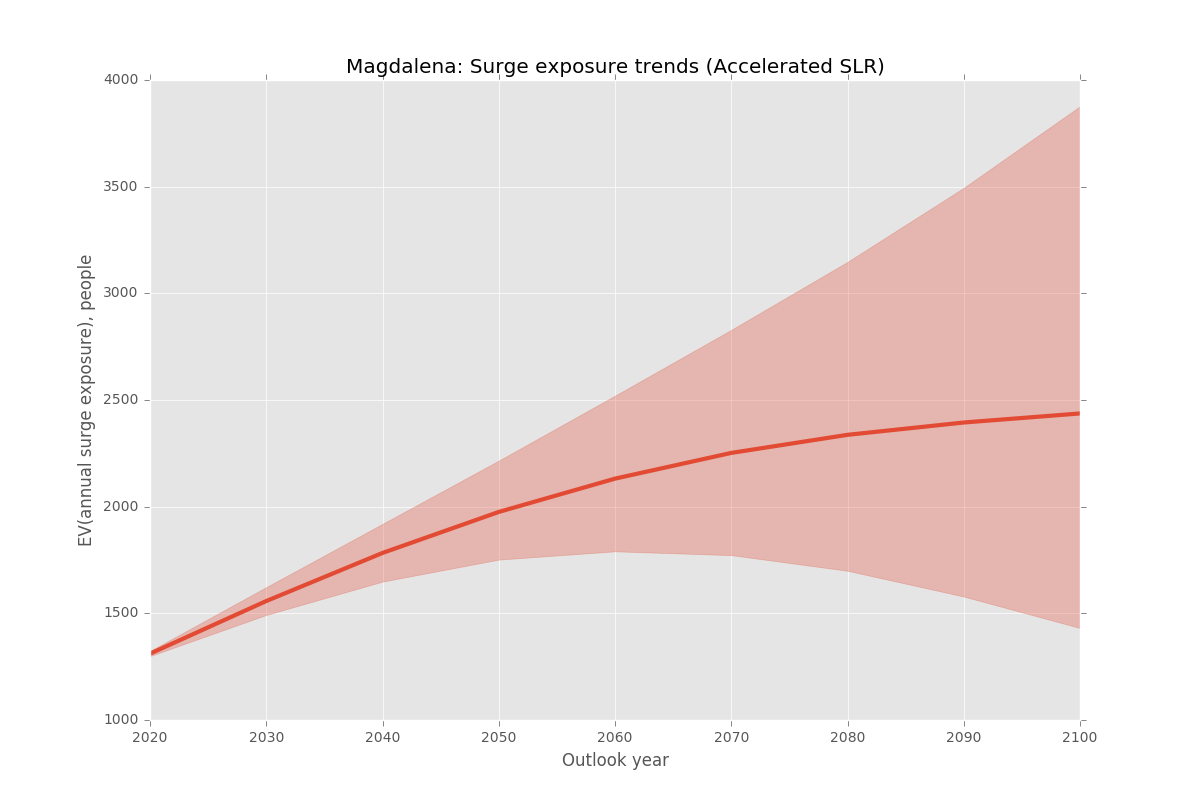 Magdalena: Surge exposure trends (Accelerated SLR)
EV(annual surge exposure), people
4000
3500
3000
2500
2000
1500
1000
2020 2030 2040 2050 2060 2070 2080 2090 2100
Outlook year